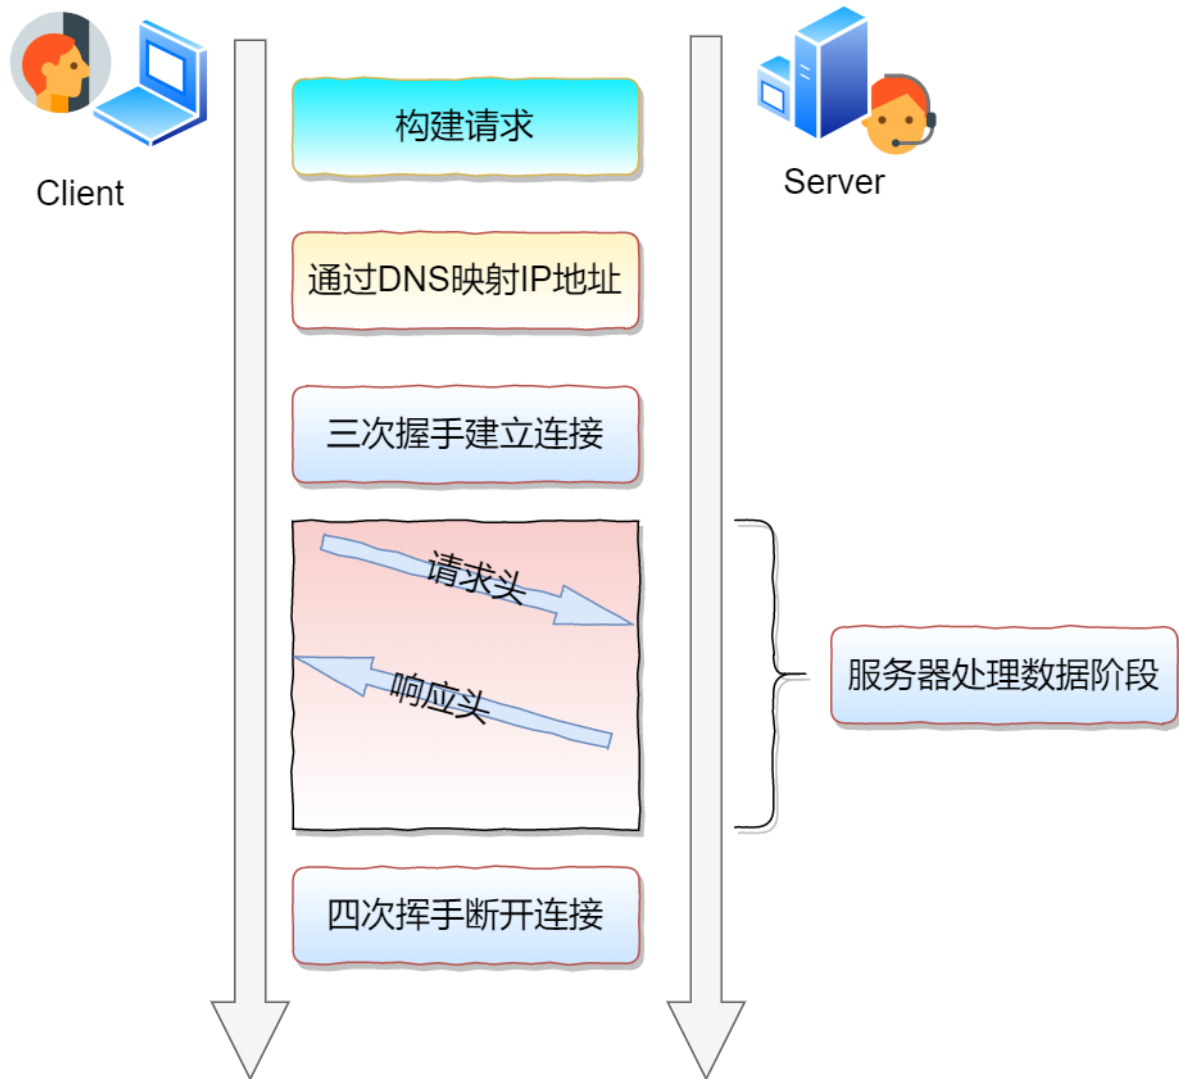 Client
Server
构建请求
通过DNS映射IP地址
三次握手建立连接
请求头
响应头
服务器处理数据阶段
四次挥手断开连接